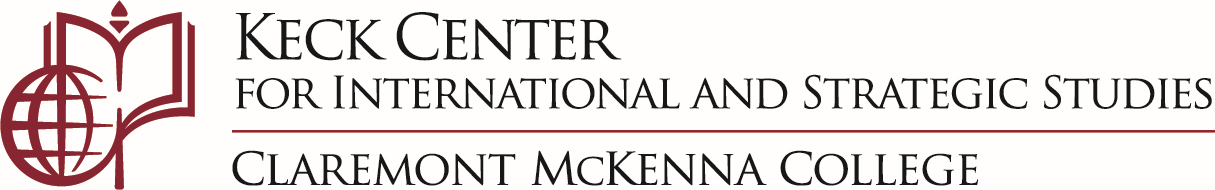 KECK CENTER
FOR INTERNATIONAL AND STRATEGIC STUDIES
CLAREMONT MCKENNA COLLEGE